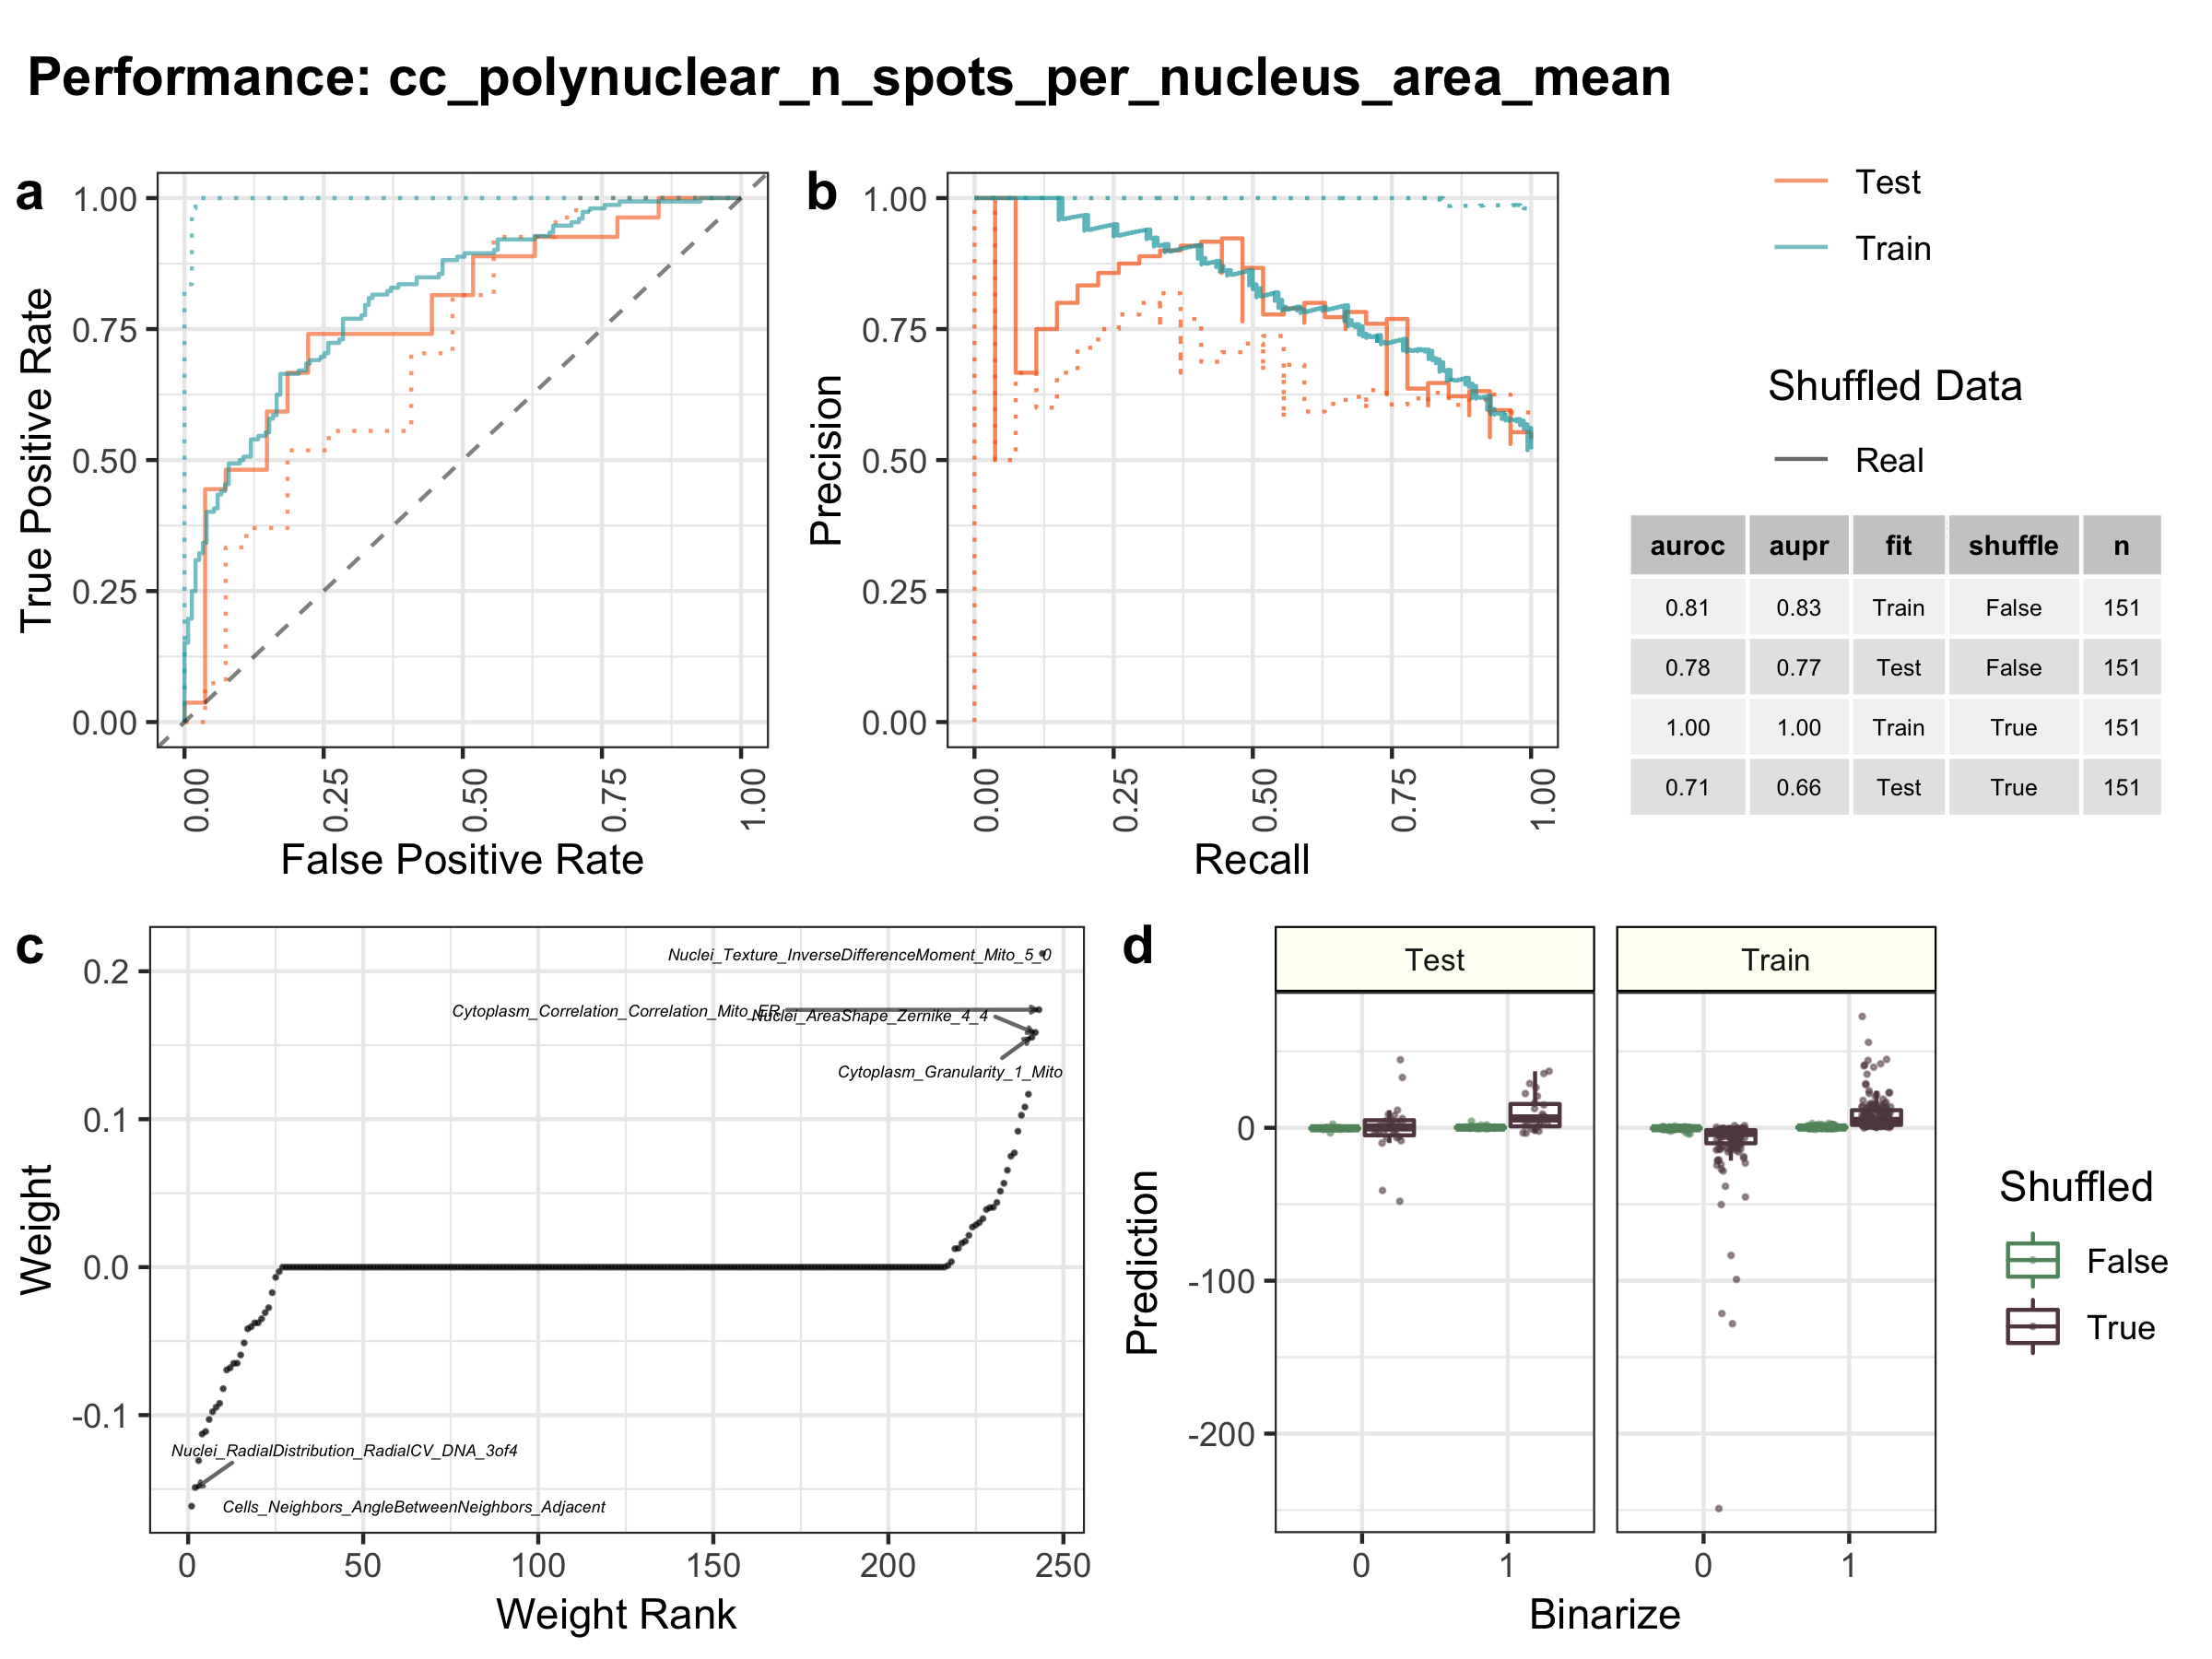 Performance: cc_polynuclear_n_spots_per_nucleus_area_mean
a
True Positive Rate
1.00
0.75
0.50
0.25
0.00
0.00
0.25
0.50
0.75
1.00
False Positive Rate
b
Precision
1.00
0.75
0.50
0.25
0.00
0.00
0.25
0.50
0.75
1.00
Recall
Test
Train
Shuffled Data
Real
auroc aupr fit shuffle n
0.81 0.83 Train False 151
0.78 0.77 Test False 151
1.00 1.00 Train True 151
0.71 0.66 Test True 151
c
Weight
0.2
0.1
0.0
-0.1
Nuclei_Texture_InverseDifferenceMoment_Mito_5_0
Cytoplasm_Correlation_Correlation_Mito_ER
Nuclei_AreaShape_Zernike_4_4
Cytoplasm_Granularity_1_Mito
Nuclei_RadialDistribution_RadialCV_DNA_3of4
Cells_Neighbors_AngleBetweenNeighbors_Adjacent
0 50 100 150 200 250
Weight Rank
d
Test Train
Prediction
0
-100
-200
0 1 0 1
Binarize
Shuffled
False
True